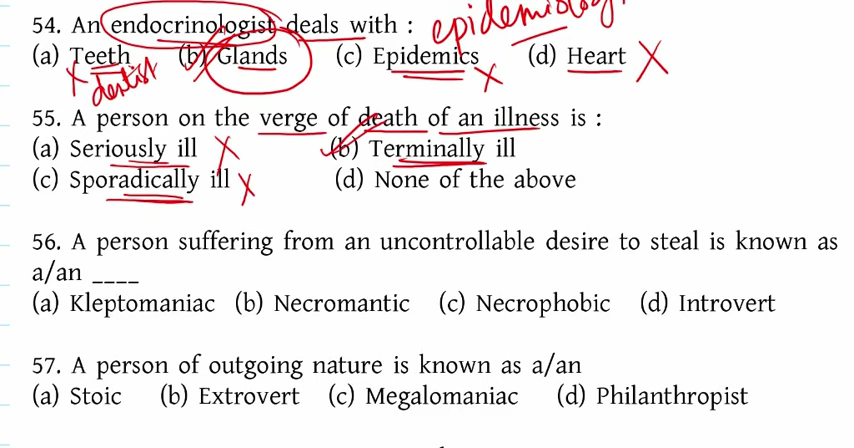 epidemiolog
54. An endocrinologist deals with :
(a) Teeth (b) Glands (c) Epidemics (d) Heart
dentist
55. A person on the verge of death of an illness is :
(a) Seriously ill (b) Terminally ill
(c) Sporadically ill (d) None of the above
56. A person suffering from an uncontrollable desire to steal is known as
a/an ____
(a) Kleptomaniac (b) Necromantic (c) Necrophobic (d) Introvert
57. A person of outgoing nature is known as a/an
(a) Stoic (b) Extrovert (c) Megalomaniac (d) Philanthropist